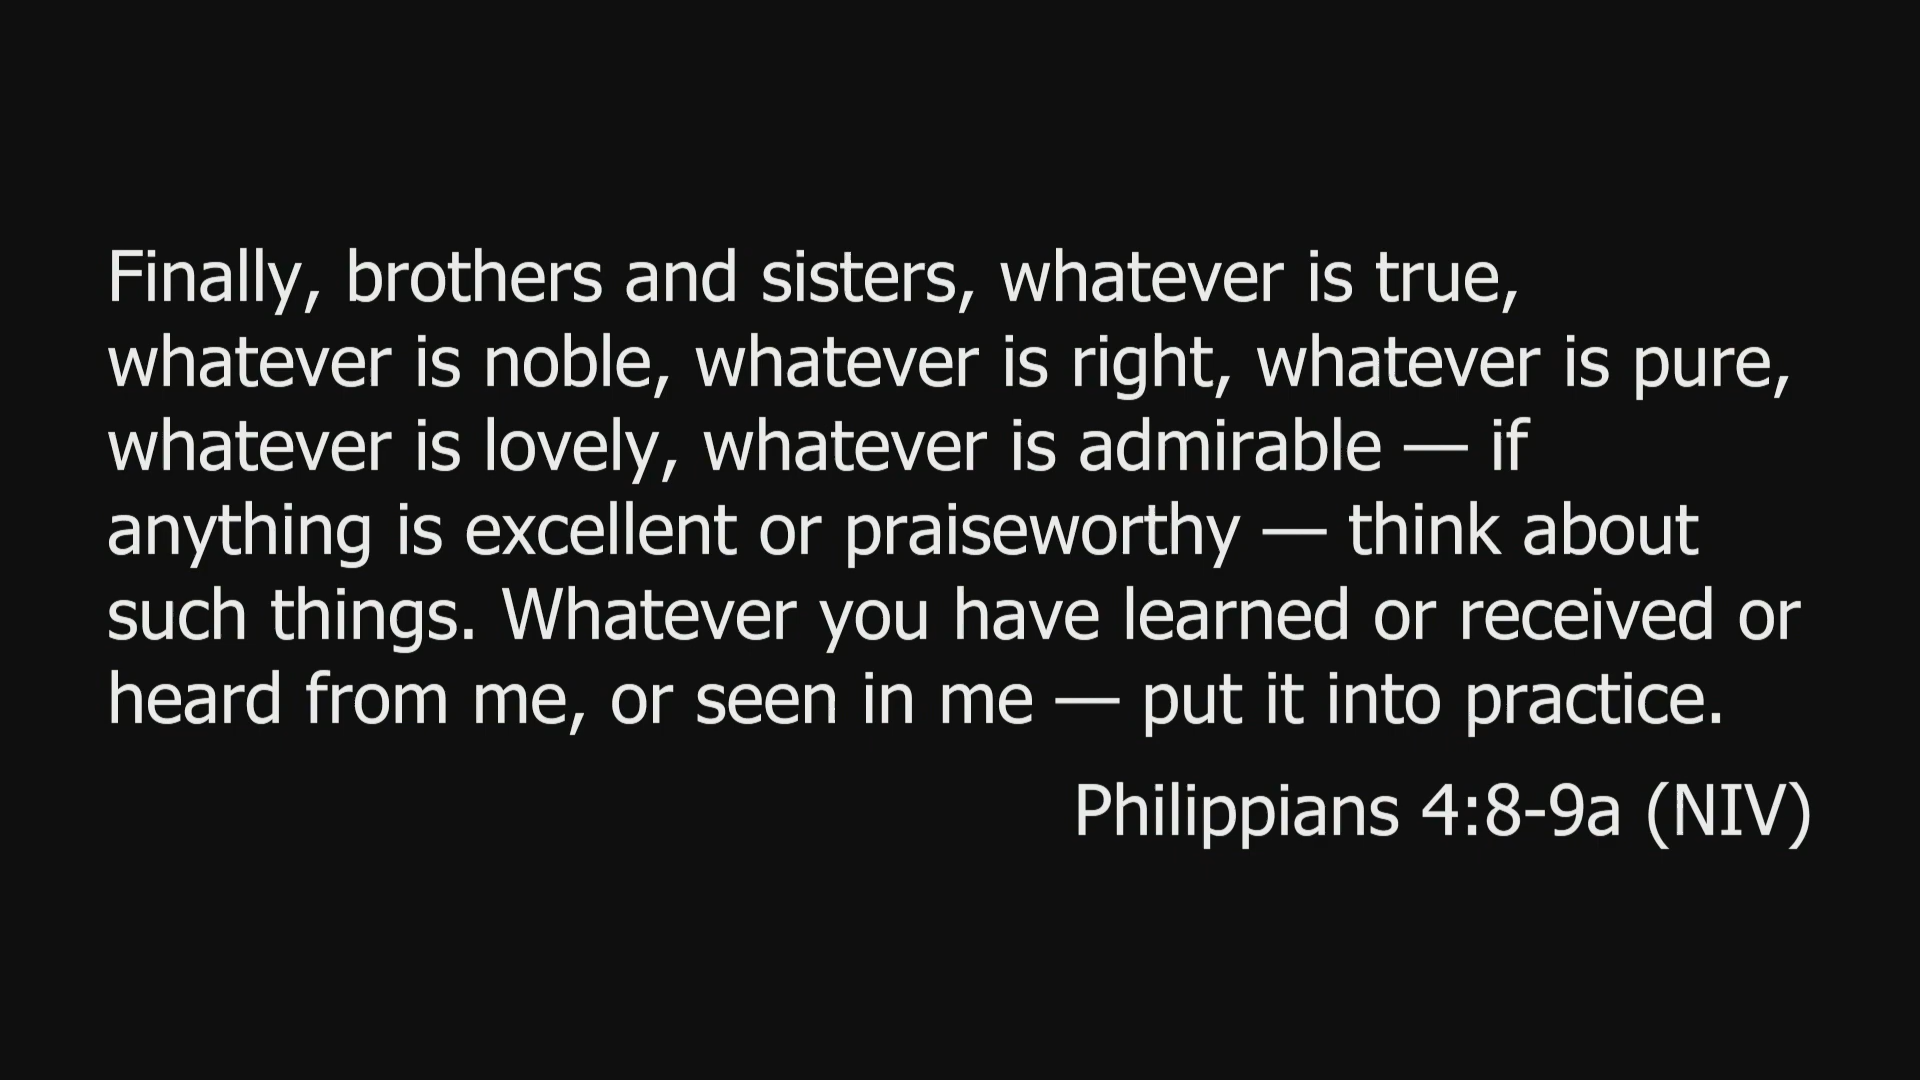 Finally, brothers and sisters, whatever is true,
whatever is noble, whatever is right, whatever is pure,
whatever is lovely, whatever is admirable — if
anything is excellent or praiseworthy — think about
such things. Whatever you have learned or received or
heard from me, or seen in me — put it into practice.
Philippians 4:8-9a (NIV)